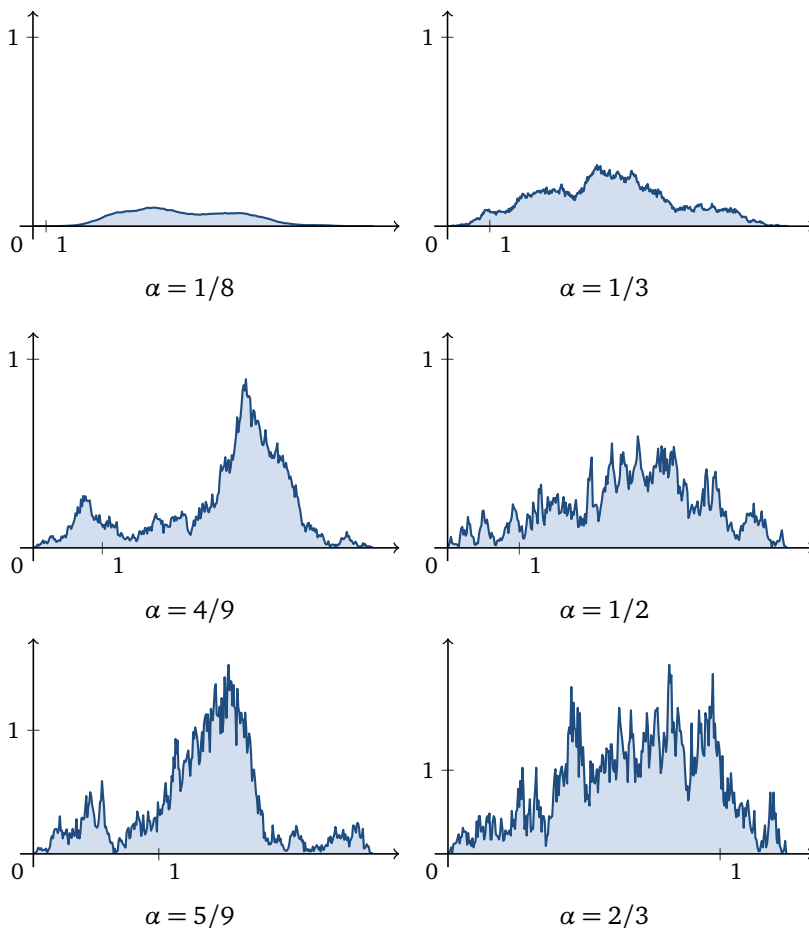 1 1
0 1 0 1
α = 1/8 α = 1/3
1 1
0 1 0 1
α = 4/9 α = 1/2
1
1
0 1 0 1
α = 5/9 α = 2/3